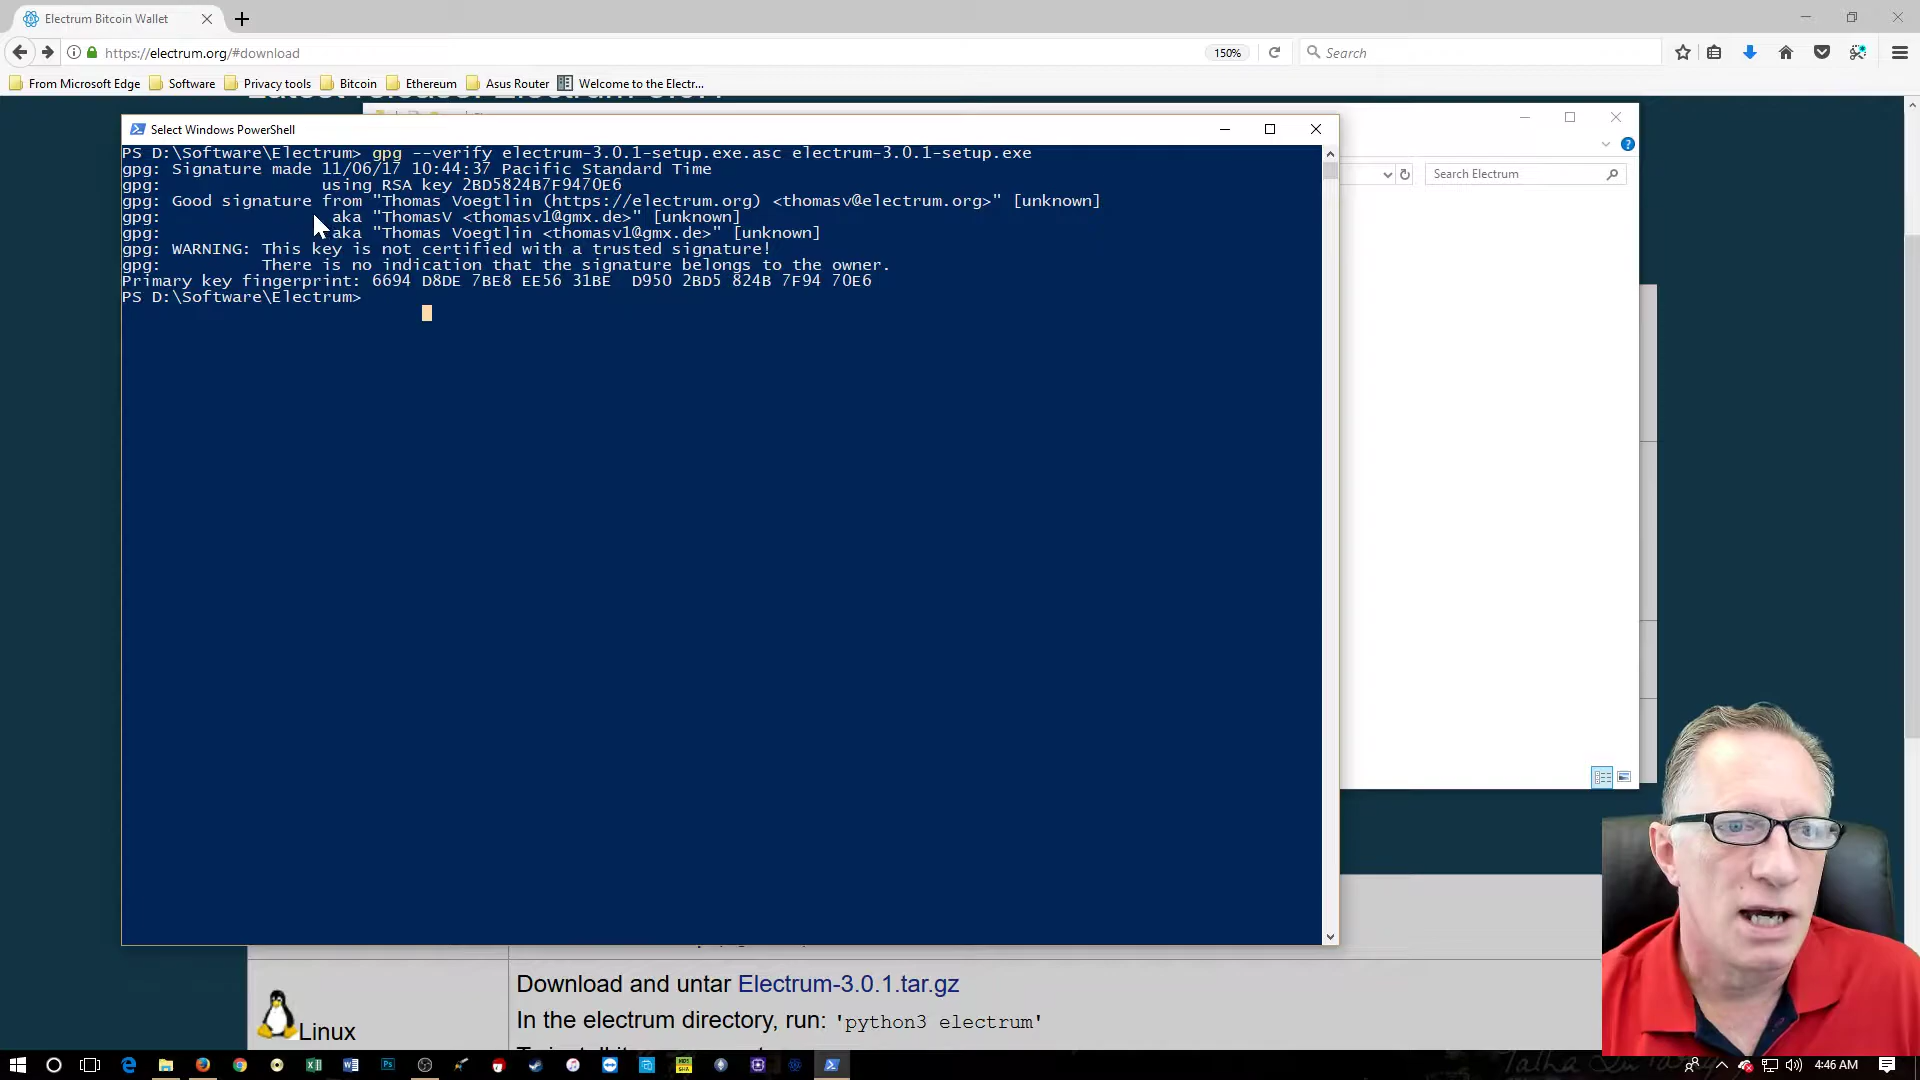 Electrum Bitcoin Wallet
https://electrum.org/#download
150%
Search
From Microsoft Edge
Software
Privacy tools
Bitcoin
Ethereum
Asus Router
Welcome to the Electr...
Select Windows PowerShell
Search Electrum
PS D:\Software\Electrum> gpg --verify electrum-3.0.1-setup.exe.asc electrum-3.0.1-setup.exe
gpg: Signature made 11/06/17 10:44:37 Pacific Standard Time
gpg:                using RSA key 2BD5824B7F9470E6
gpg: Good signature from "Thomas Voegtlin (https://electrum.org) <thomasv@electrum.org>" [unknown]
gpg:                 aka "ThomasV <thomasv1@gmx.de>" [unknown]
gpg:                 aka "Thomas Voegtlin <thomasv1@gmx.de>" [unknown]
gpg: WARNING: This key is not certified with a trusted signature!
gpg:          There is no indication that the signature belongs to the owner.
Primary key fingerprint: 6694 D8DE 7BE8 EE56 31BE  D950 2BD5 824B 7F94 70E6
PS D:\Software\Electrum>
Download and untar Electrum-3.0.1.tar.gz
Linux
In the electrum directory, run: 'python3 electrum'
4:46 AM